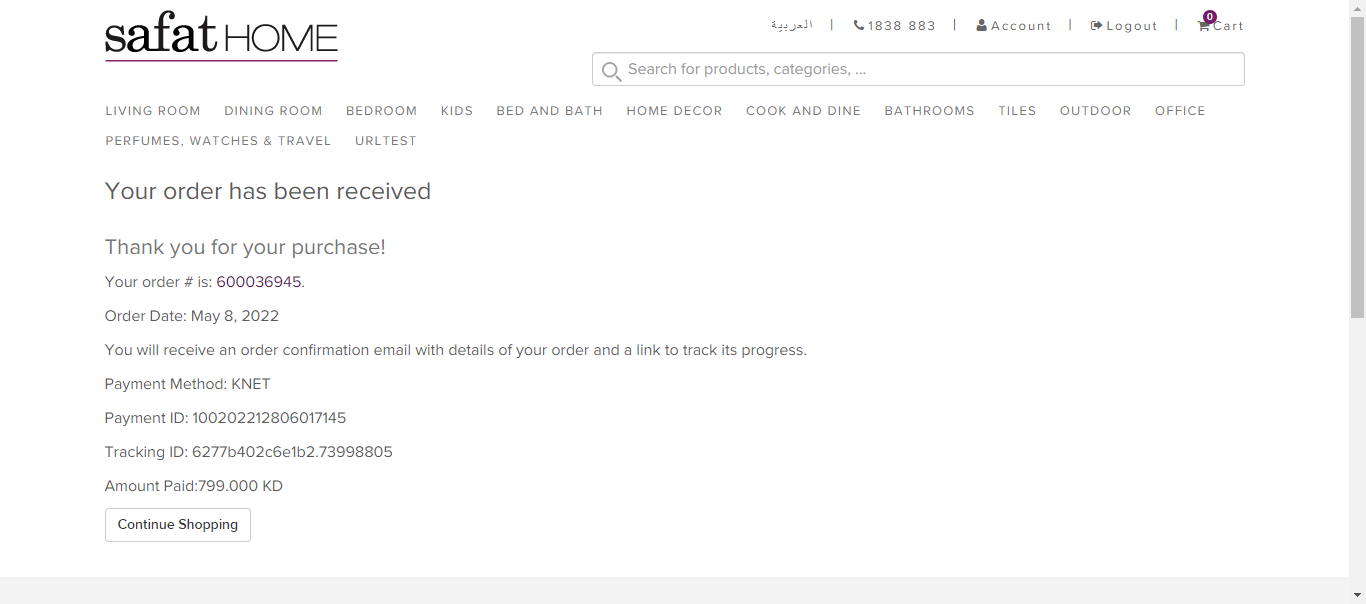 safat HOME
العربية | 1838 883 | Account | Logout | 0 Cart
Search for products, categories, ...
LIVING ROOM DINING ROOM BEDROOM KIDS BED AND BATH HOME DECOR COOK AND DINE BATHROOMS TILES OUTDOOR OFFICE
PERFUMES, WATCHES & TRAVEL URLTEST
Your order has been received
Thank you for your purchase!
Your order # is: 600036945.
Order Date: May 8, 2022
You will receive an order confirmation email with details of your order and a link to track its progress.
Payment Method: KNET
Payment ID: 100202212806017145
Tracking ID: 6277b402c6e1b2.73998805
Amount Paid:799.000 KD
Continue Shopping